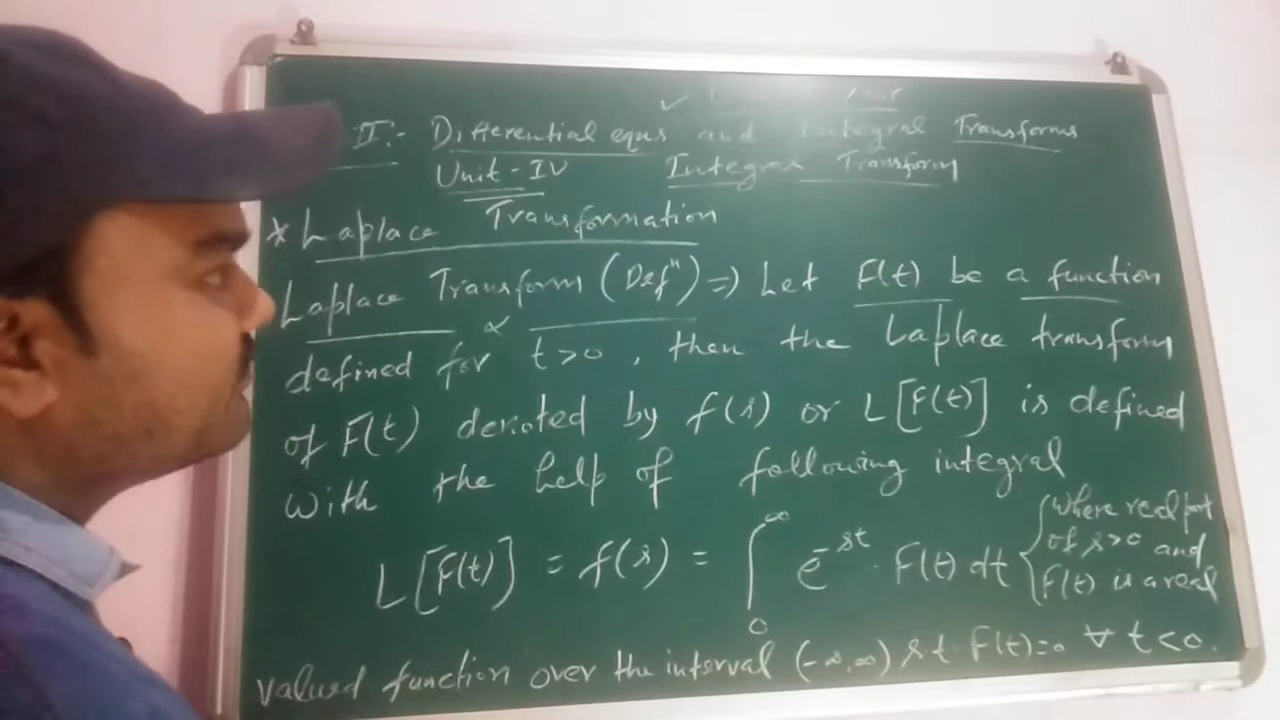 II:- Differential eqns and Integral Transforms
Unit-IV Integral Transform
* Laplace Transformation
Laplace Transform (Defⁿ) => Let F(t) be a function
defined for t>0, then the Laplace transform
of F(t) denoted by f(s) or L[F(t)] is defined
with the help of following integral
L[F(t)] = f(s) = ∫₀^∞ e^{-st} · F(t) dt {where real part
of s>0 and
F(t) is a real
valued function over the interval (-∞,∞) s.t. F(t)=0 ∀ t<0.